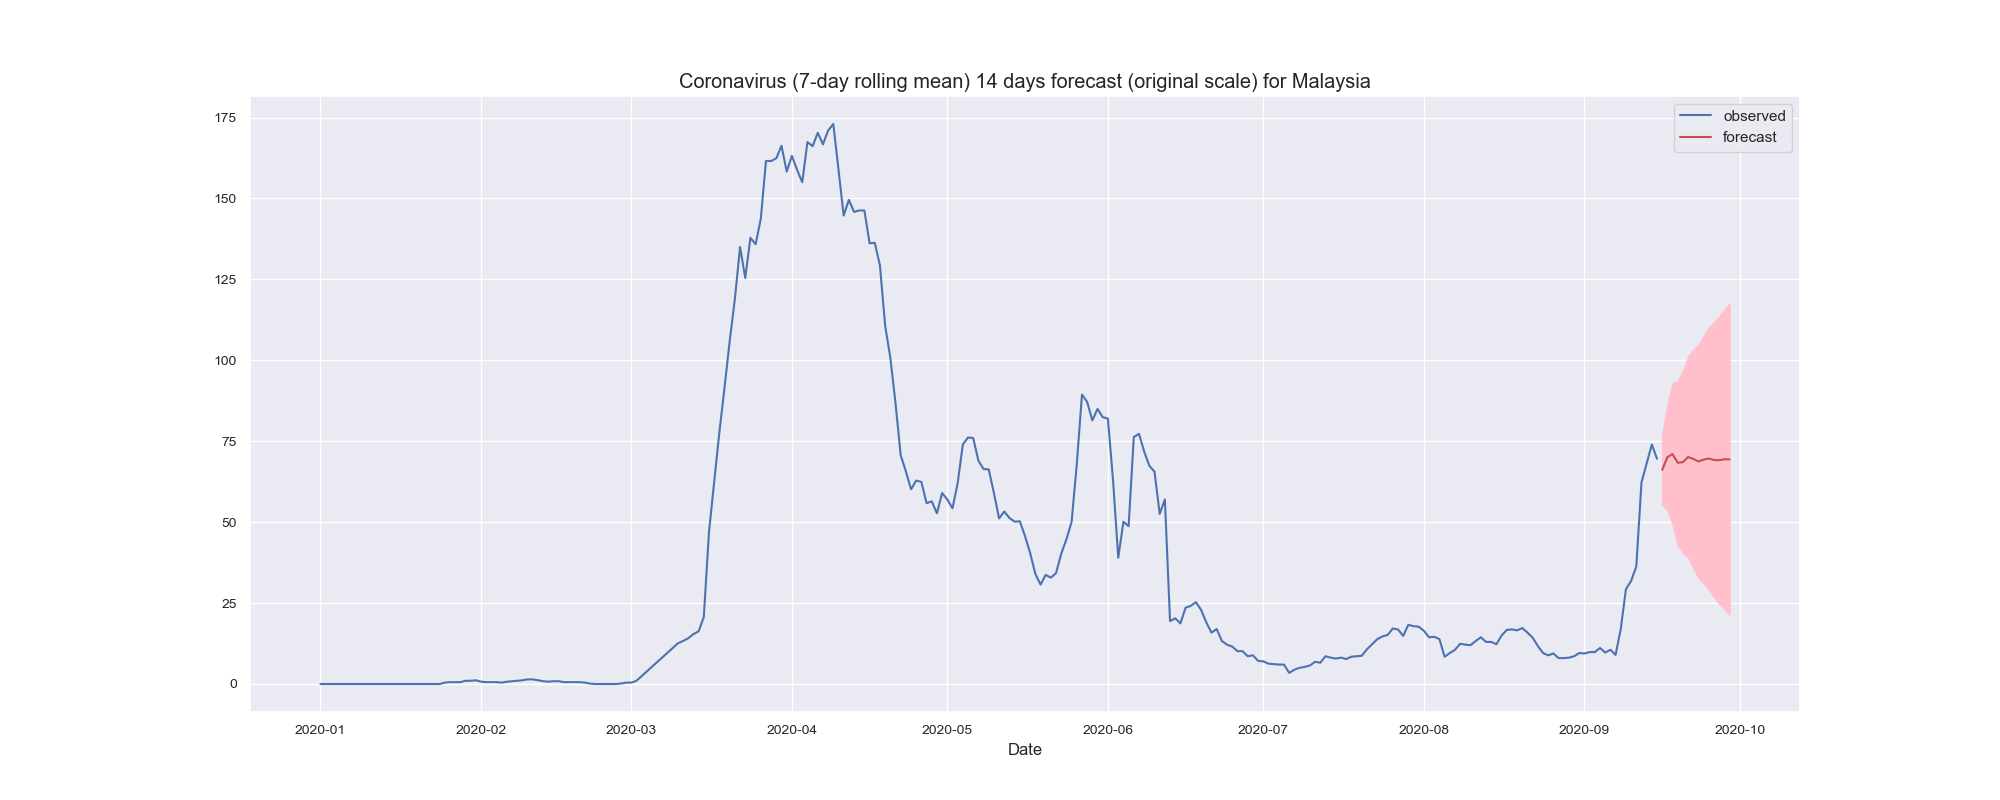 Coronavirus (7-day rolling mean) 14 days forecast (original scale) for Malaysia
175
150
125
100
75
50
25
0
observed
forecast
2020-01 2020-02 2020-03 2020-04 2020-05 2020-06 2020-07 2020-08 2020-09 2020-10
Date